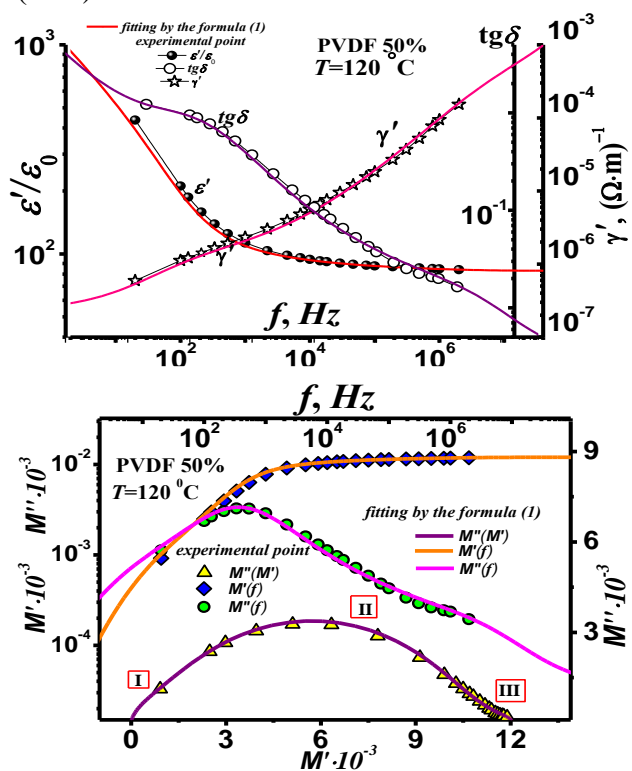 10³
fitting by the formula (1)
experimental point
ε'/ε₀
tgδ
γ'
PVDF 50%
T=120 °C
tgδ
10⁻³
10⁻⁴
10⁻⁵
10⁻⁶
10⁻⁷
10⁻¹
ε'/ε₀
10²
tgδ
ε'
γ'
γ'
γ', (Ω·m)⁻¹
f, Hz
10² 10⁴ 10⁶
f, Hz
10² 10⁴ 10⁶
10⁻²
10⁻³
10⁻⁴
M'·10⁻³ M''·10⁻³
PVDF 50%
T=120 ⁰C
experimental point
M''(M')
M'(f)
M''(f)
fitting by the formula (1)
M''(M')
M'(f)
M''(f)
I
II
III
9
6
3
M''·10⁻³
0 3 6 9 12
M'·10⁻³